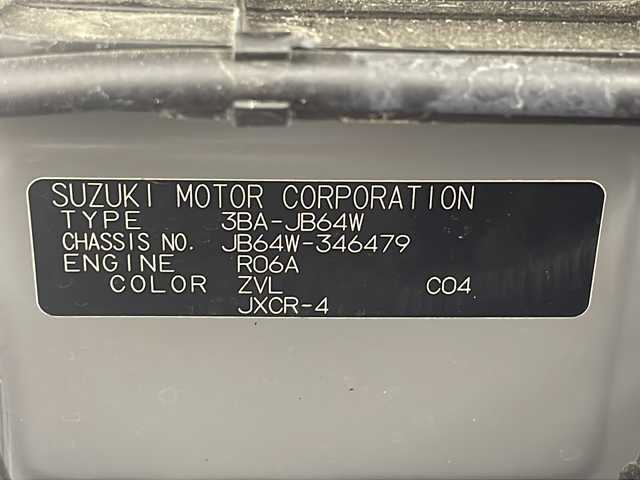 SUZUKI MOTOR CORPORATION
TYPE 3BA-JB64W
CHASSIS NO. JB64W-346479
ENGINE R06A
COLOR ZVL C04
JXCR-4